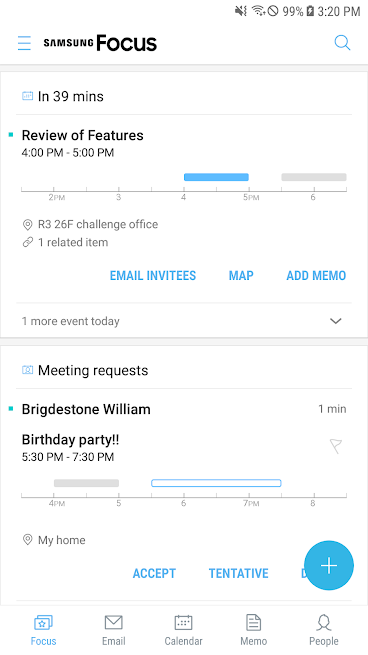 99% 3:20 PM
SAMSUNG Focus
In 39 mins
Review of Features
4:00 PM - 5:00 PM
2PM 3 4 5PM 6
R3 26F challenge office
1 related item
EMAIL INVITEES MAP ADD MEMO
1 more event today
Meeting requests
Brigdestone William 1 min
Birthday party!!
5:30 PM - 7:30 PM
4PM 5 6 7PM 8
My home
ACCEPT TENTATIVE
Focus Email Calendar Memo People